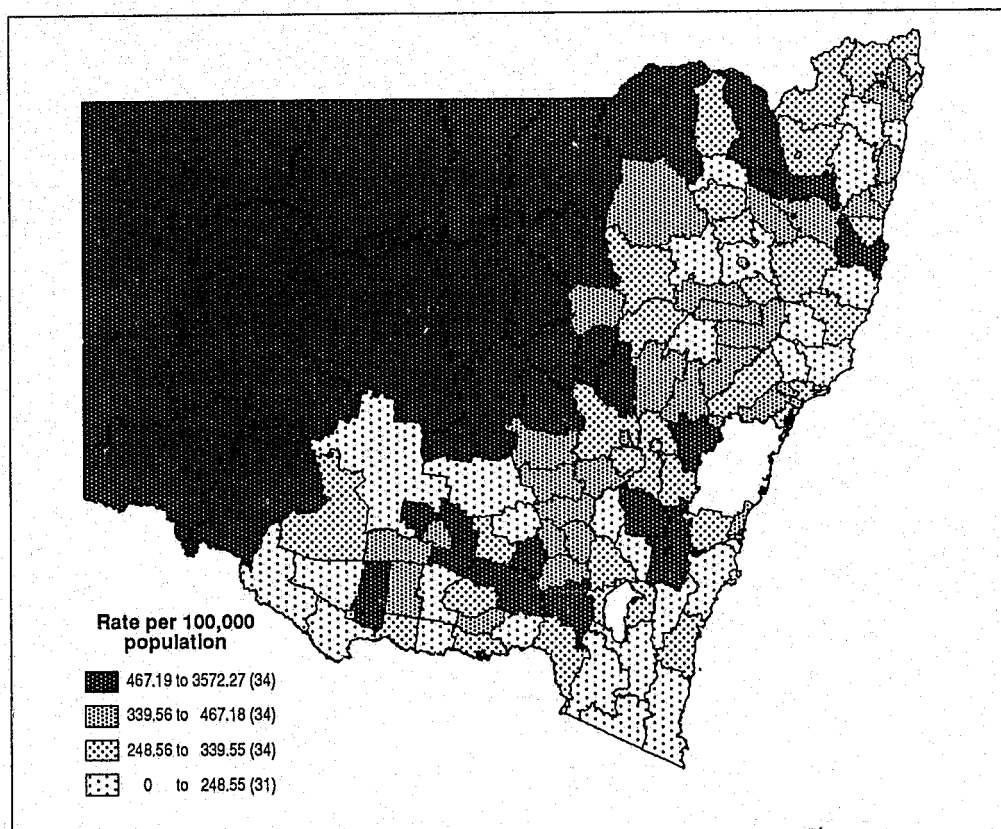 Rate per 100,000
population
467.19 to 3572.27 (34)
339.56 to 467.18 (34)
248.56 to 339.55 (34)
0 to 248.55 (31)